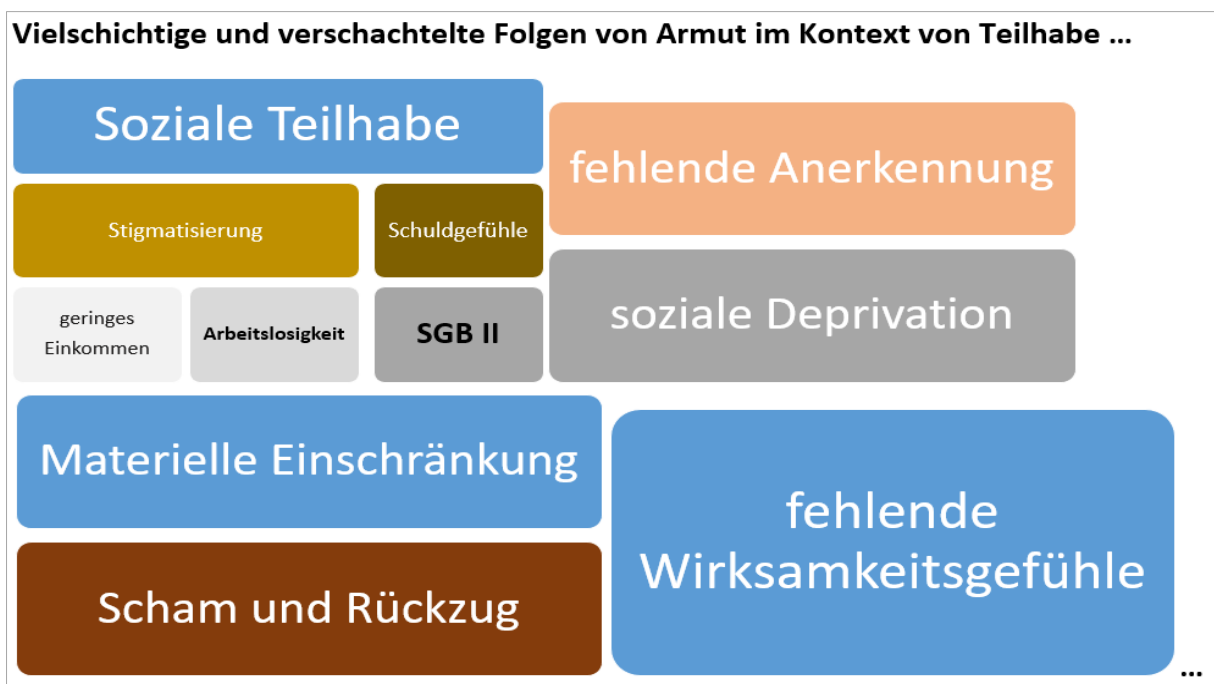 Vielschichtige und verschachtelte Folgen von Armut im Kontext von Teilhabe ...
Soziale Teilhabe
fehlende Anerkennung
Stigmatisierung
Schuldgefühle
soziale Deprivation
geringes
Einkommen
Arbeitslosigkeit
SGB II
Materielle Einschränkung
fehlende
Wirksamkeitsgefühle
Scham und Rückzug
...